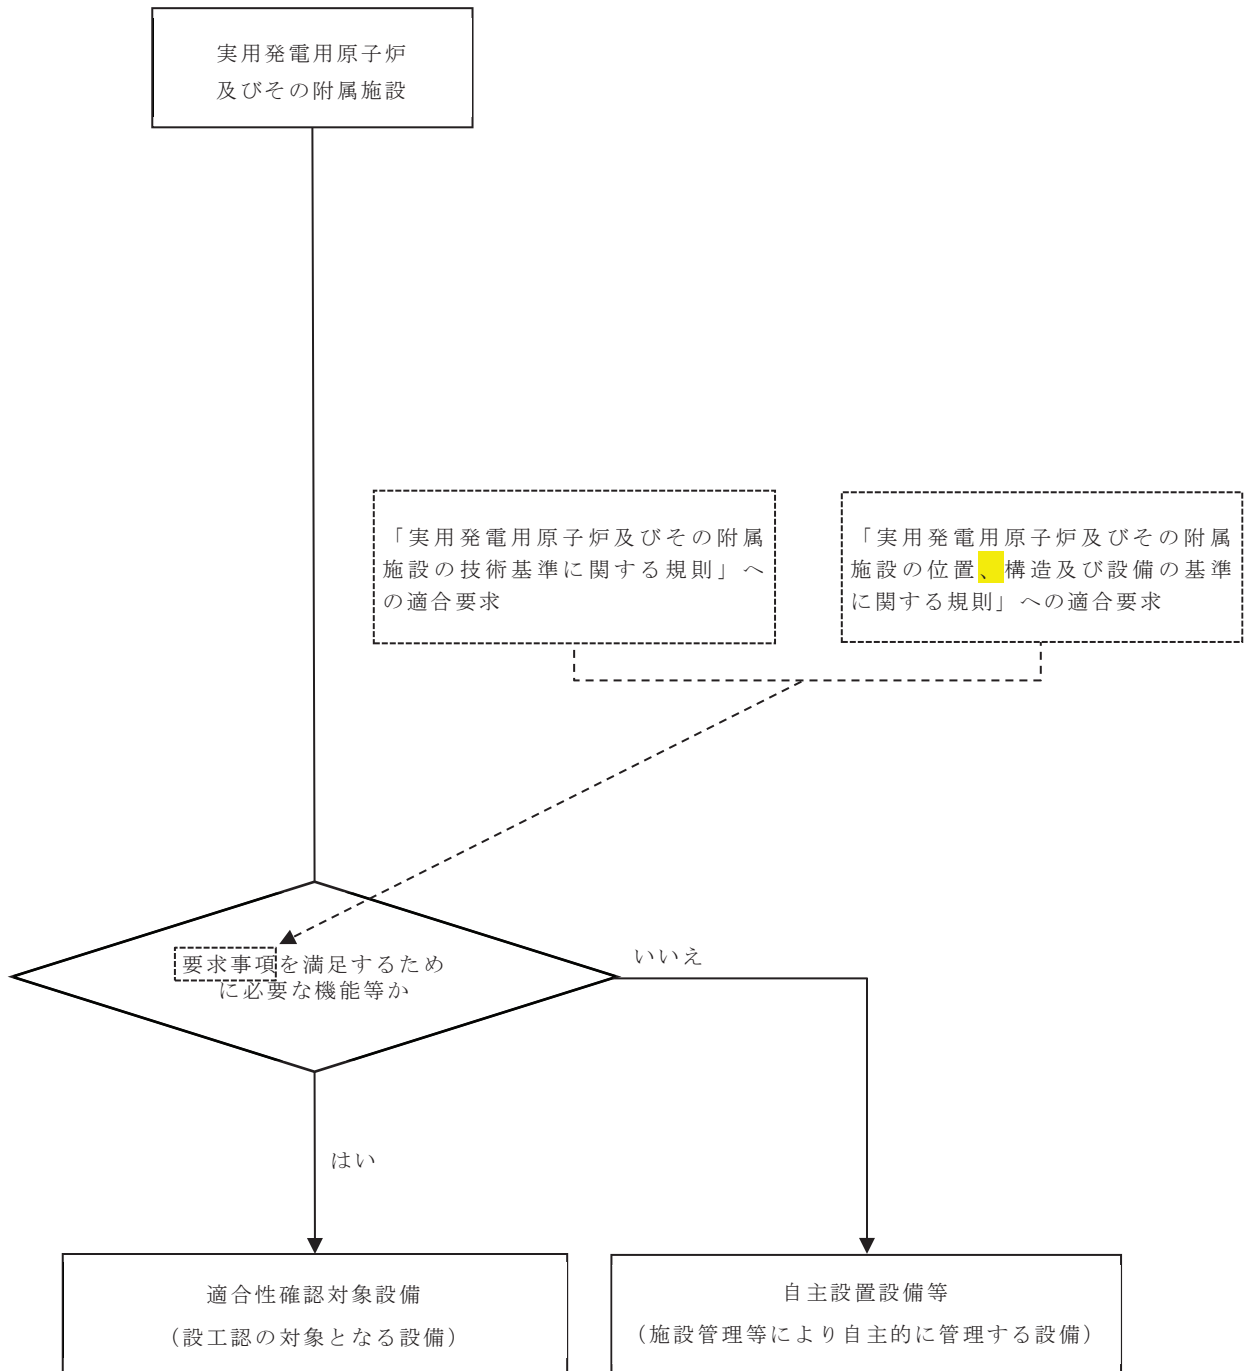 実用発電用原子炉
及びその附属施設
「実用発電用原子炉及びその附属
施設の技術基準に関する規則」へ
の適合要求
「実用発電用原子炉及びその附属
施設の位置、構造及び設備の基準
に関する規則」への適合要求
要求事項を満足するため
に必要な機能等か
いいえ
はい
適合性確認対象設備
（設工認の対象となる設備）
自主設置設備等
（施設管理等により自主的に管理する設備）